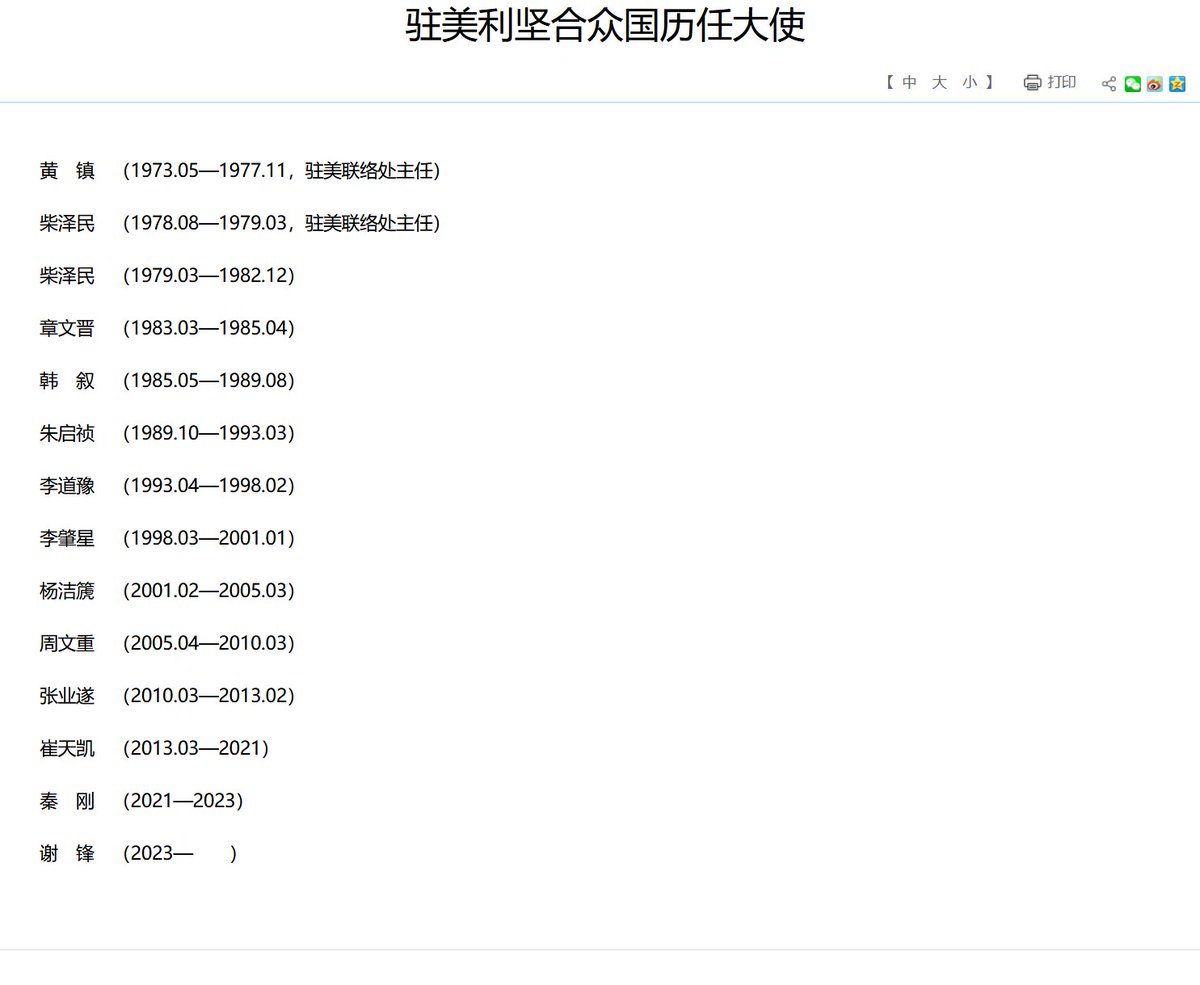 驻美利坚合众国历任大使
【 中 大 小 】 打印
黄 镇 (1973.05—1977.11，驻美联络处主任)
柴泽民 (1978.08—1979.03，驻美联络处主任)
柴泽民 (1979.03—1982.12)
章文晋 (1983.03—1985.04)
韩 叙 (1985.05—1989.08)
朱启祯 (1989.10—1993.03)
李道豫 (1993.04—1998.02)
李肇星 (1998.03—2001.01)
杨洁篪 (2001.02—2005.03)
周文重 (2005.04—2010.03)
张业遂 (2010.03—2013.02)
崔天凯 (2013.03—2021)
秦 刚 (2021—2023)
谢 锋 (2023— )